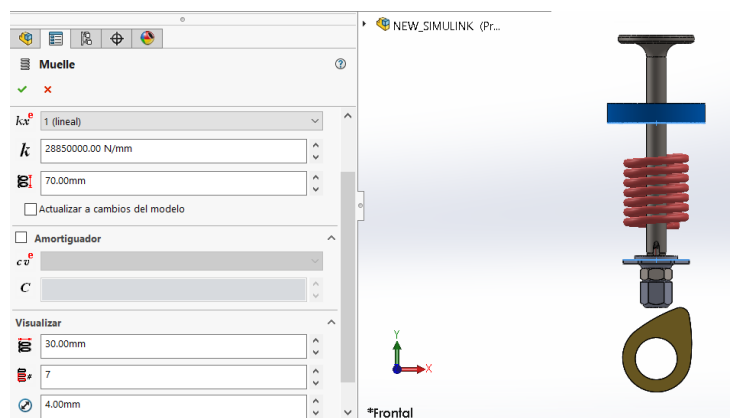 NEW_SIMULINK (Pr...
Muelle
kx e
1 (lineal)
k
28850000.00 N/mm
70.00mm
Actualizar a cambios del modelo
Amortiguador
cv e
C
Visualizar
30.00mm
7
4.00mm
Y
X
*Frontal